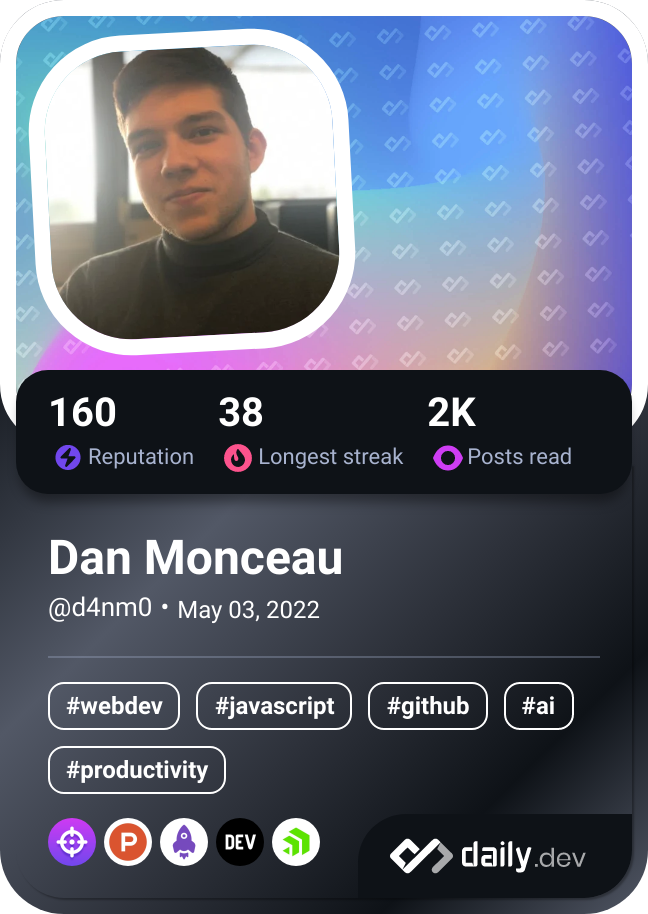 160 38 2K
Reputation Longest streak Posts read
Dan Monceau
@d4nm0 • May 03, 2022
#webdev #javascript #github #ai
#productivity
P DEV daily.dev